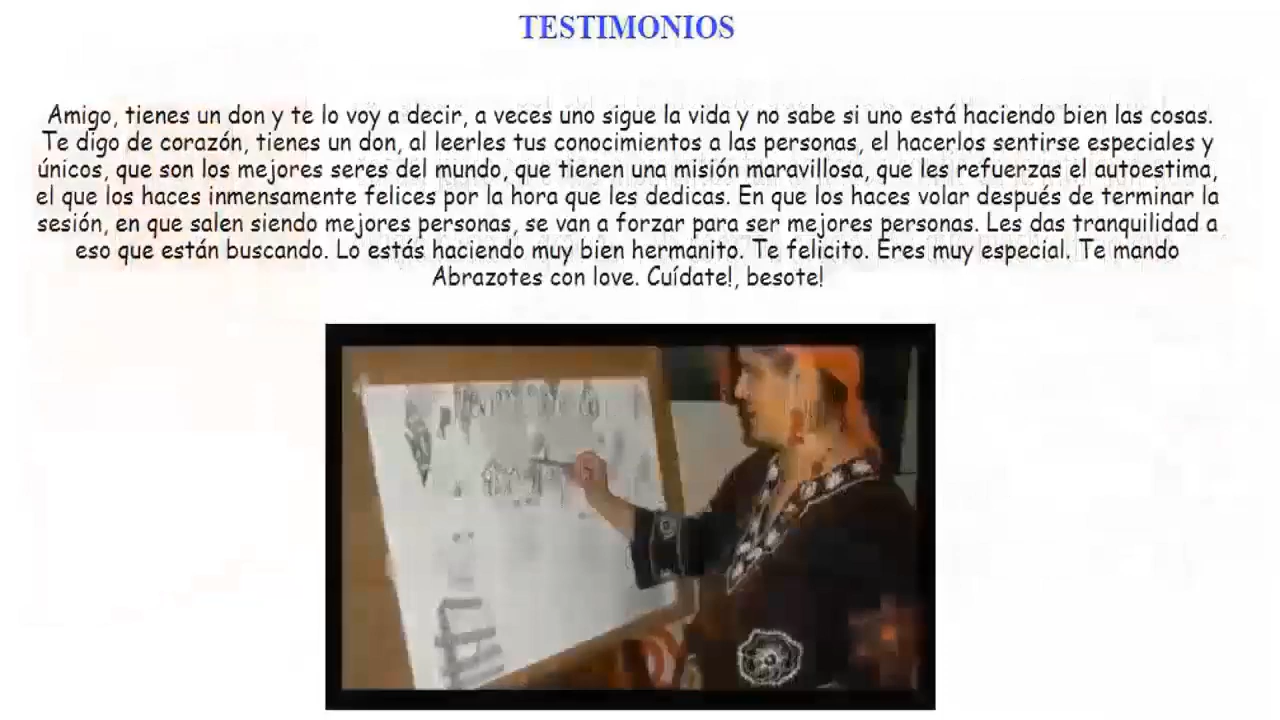 TESTIMONIOS
Amigo, tienes un don y te lo voy a decir, a veces uno sigue la vida y no sabe si uno está haciendo bien las cosas.
Te digo de corazón, tienes un don, al leerles tus conocimientos a las personas, el hacerlos sentirse especiales y
únicos, que son los mejores seres del mundo, que tienen una misión maravillosa, que les refuerzas el autoestima,
el que los haces inmensamente felices por la hora que les dedicas. En que los haces volar después de terminar la
sesión, en que salen siendo mejores personas, se van a forzar para ser mejores personas. Les das tranquilidad a
eso que están buscando. Lo estás haciendo muy bien hermanito. Te felicito. Eres muy especial. Te mando
Abrazotes con love. Cuídate!, besote!